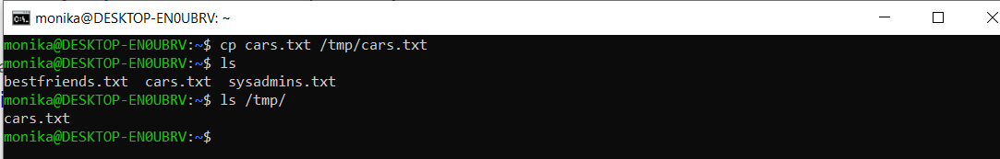 monika@DESKTOP-EN0UBRV: ~
monika@DESKTOP-EN0UBRV:~$ cp cars.txt /tmp/cars.txt
monika@DESKTOP-EN0UBRV:~$ ls
bestfriends.txt  cars.txt  sysadmins.txt
monika@DESKTOP-EN0UBRV:~$ ls /tmp/
cars.txt
monika@DESKTOP-EN0UBRV:~$